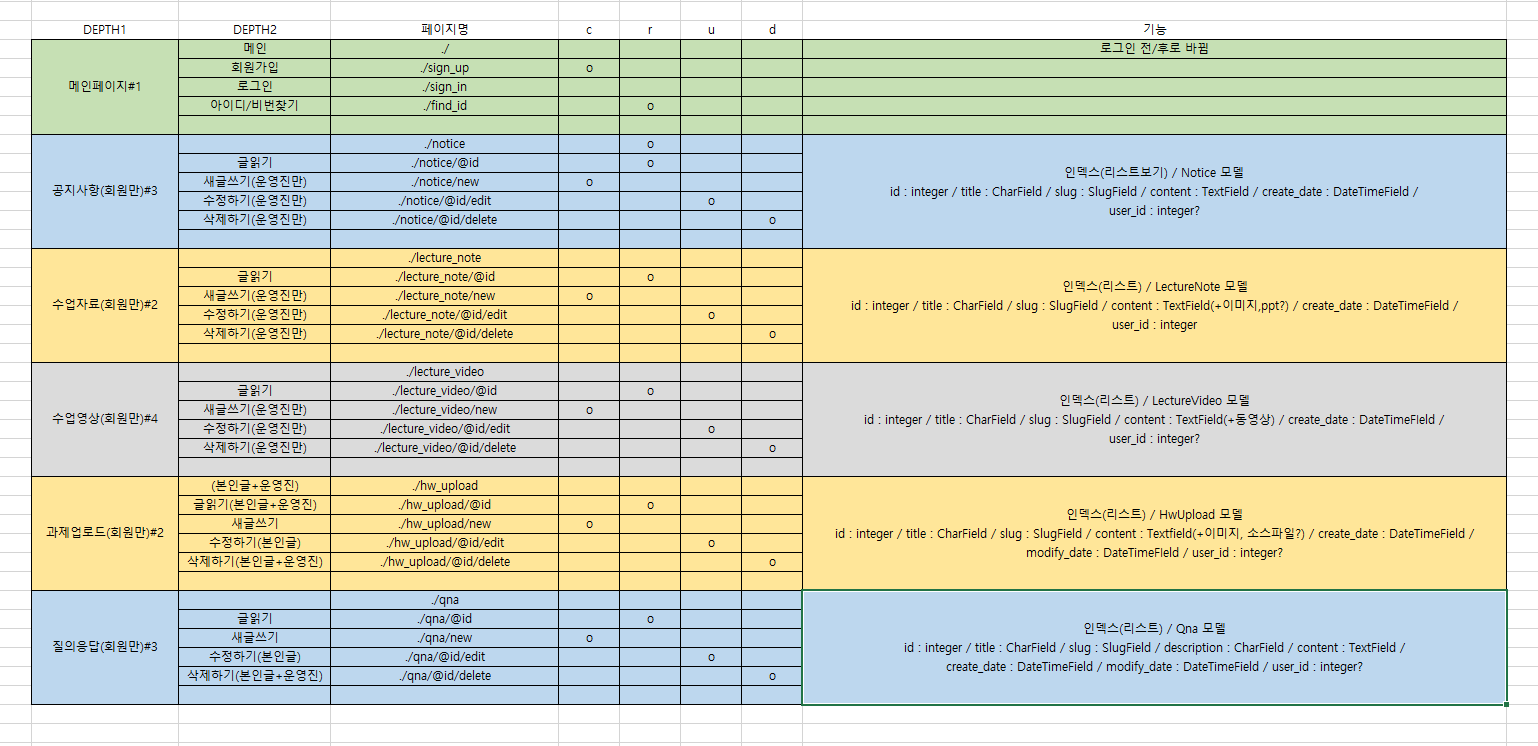 DEPTH1 DEPTH2 페이지명 c r u d 기능
메인페이지#1
메인 ./ 로그인 전/후로 바뀜
회원가입 ./sign_up o
로그인 ./sign_in
아이디/비번찾기 ./find_id o
공지사항(회원만)#3
./notice o
글읽기 ./notice/@id o
새글쓰기(운영진만) ./notice/new o
수정하기(운영진만) ./notice/@id/edit o
삭제하기(운영진만) ./notice/@id/delete o
인덱스(리스트보기) / Notice 모델
id : integer / title : CharField / slug : SlugField / content : TextField / create_date : DateTimeField /
user_id : integer?
수업자료(회원만)#2
./lecture_note
글읽기 ./lecture_note/@id o
새글쓰기(운영진만) ./lecture_note/new o
수정하기(운영진만) ./lecture_note/@id/edit o
삭제하기(운영진만) ./lecture_note/@id/delete o
인덱스(리스트) / LectureNote 모델
id : integer / title : CharField / slug : SlugField / content : TextField(+이미지,ppt?) / create_date : DateTimeField /
user_id : integer
수업영상(회원만)#4
./lecture_video
글읽기 ./lecture_video/@id o
새글쓰기(운영진만) ./lecture_video/new o
수정하기(운영진만) ./lecture_video/@id/edit o
삭제하기(운영진만) ./lecture_video/@id/delete o
인덱스(리스트) / LectureVideo 모델
id : integer / title : CharField / slug : SlugField / content : TextField(+동영상) / create_date : DateTimeField /
user_id : integer?
과제업로드(회원만)#2
(본인글+운영진) ./hw_upload
글읽기(본인글+운영진) ./hw_upload/@id o
새글쓰기 ./hw_upload/new o
수정하기(본인글) ./hw_upload/@id/edit o
삭제하기(본인글+운영진) ./hw_upload/@id/delete o
인덱스(리스트) / HwUpload 모델
id : integer / title : CharField / slug : SlugField / content : Textfield(+이미지, 소스파일?) / create_date : DateTimeField /
modify_date : DateTimeField / user_id : integer?
질의응답(회원만)#3
./qna
글읽기 ./qna/@id o
새글쓰기 ./qna/new o
수정하기(본인글) ./qna/@id/edit o
삭제하기(본인글+운영진) ./qna/@id/delete o
인덱스(리스트) / Qna 모델
id : integer / title : CharField / slug : SlugField / description : CharField / content : TextField /
create_date : DateTimeField / modify_date : DateTimeField / user_id : integer?